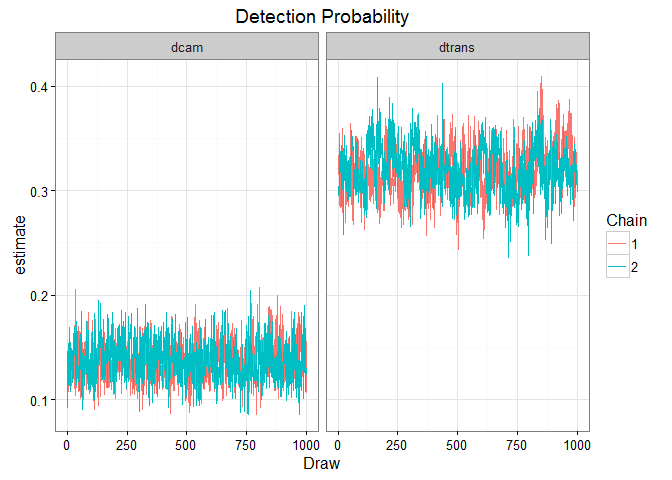 Detection Probability
dcam dtrans
0.4
0.3
0.2
0.1
estimate
0 250 500 750 1000 0 250 500 750 1000
Draw
Chain
1
2